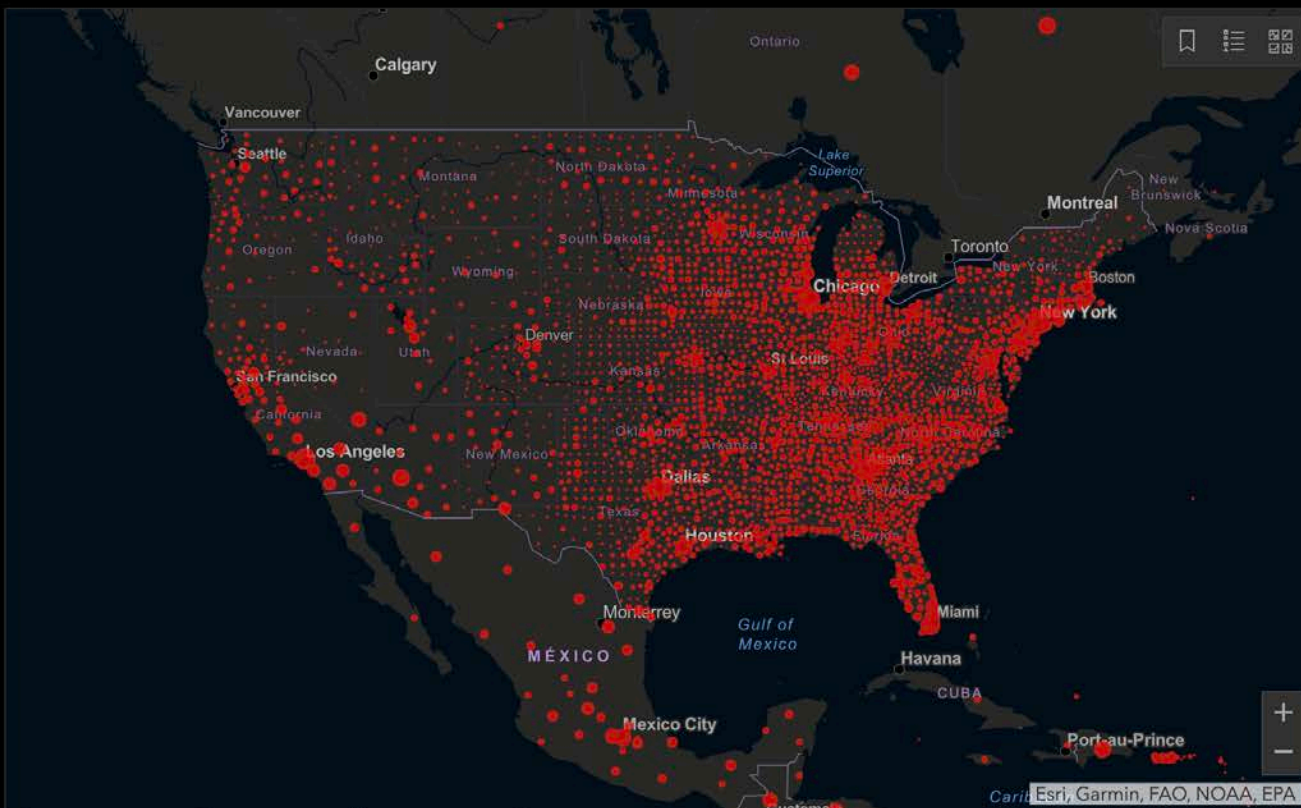 Ontario
Calgary
Vancouver
Seattle
Lake
Superior
North Dakota
Montana
Minnesota
New
Brunswick
Montreal
Nova Scotia
Wisconsin
South Dakota
Oregon
Idaho
Toronto
New York
Wyoming
Detroit
Boston
Chicago
Iowa
Nebraska
New York
Ohio
Denver
Nevada
Utah
St Louis
Kansas
San Francisco
Kentucky
Virginia
California
Tennessee
Oklahoma
North Carolina
Arkansas
Los Angeles
New Mexico
Atlanta
Dallas
Georgia
Texas
Houston
Florida
Monterrey
Miami
Gulf of
Mexico
MÉXICO
Havana
CUBA
Mexico City
Port-au-Prince
Esri, Garmin, FAO, NOAA, EPA